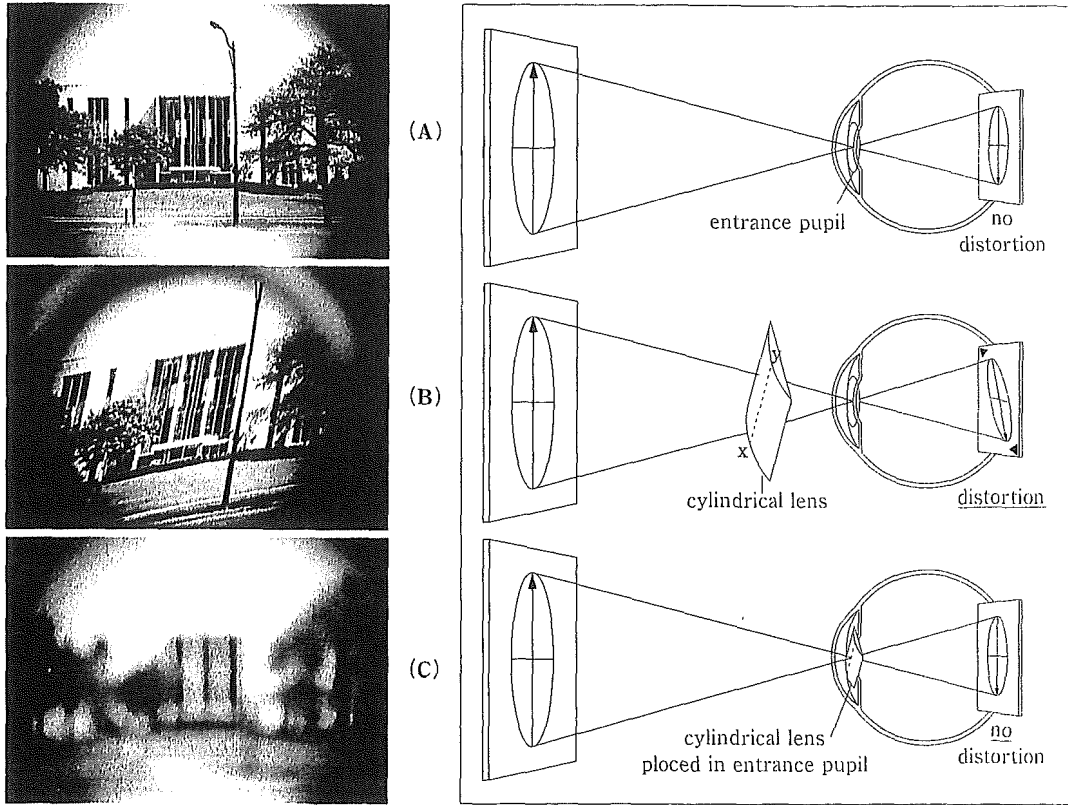 (A)
entrance pupil
no
distortion
(B)
y
x
cylindrical lens
distortion
(C)
cylindrical lens
ploced in entrance pupil
no
distortion